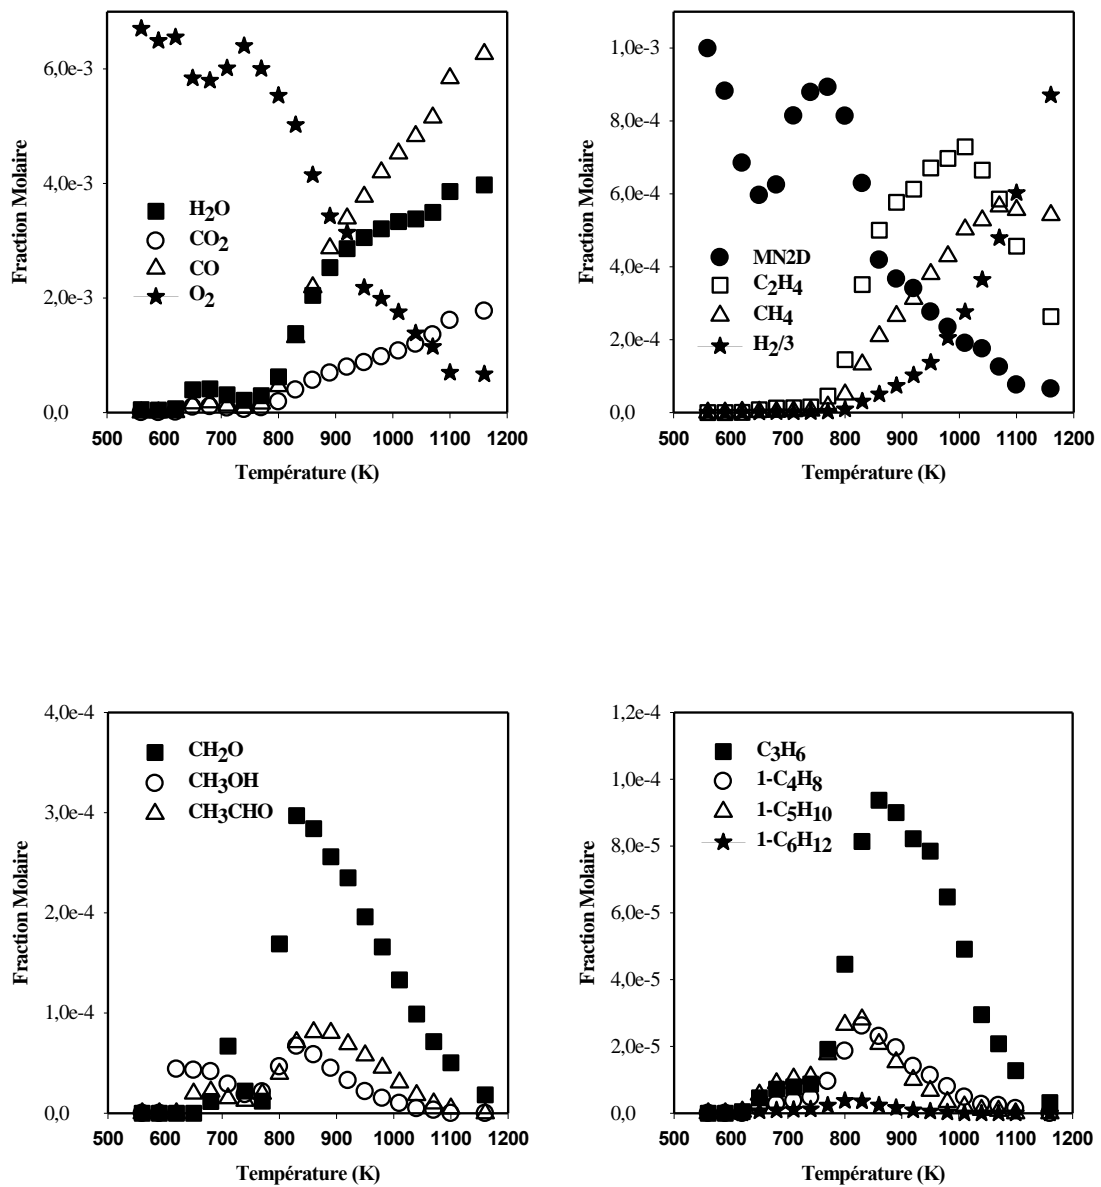 6,0e-3
4,0e-3
2,0e-3
0,0
Fraction Molaire
H2O
CO2
CO
O2
500 600 700 800 900 1000 1100 1200
Température (K)
1,0e-3
8,0e-4
6,0e-4
4,0e-4
2,0e-4
0,0
Fraction Molaire
MN2D
C2H4
CH4
H2/3
500 600 700 800 900 1000 1100 1200
Température (K)
4,0e-4
3,0e-4
2,0e-4
1,0e-4
0,0
Fraction Molaire
CH2O
CH3OH
CH3CHO
500 600 700 800 900 1000 1100 1200
Température (K)
1,2e-4
1,0e-4
8,0e-5
6,0e-5
4,0e-5
2,0e-5
0,0
Fraction Molaire
C3H6
1-C4H8
1-C5H10
1-C6H12
500 600 700 800 900 1000 1100 1200
Température (K)